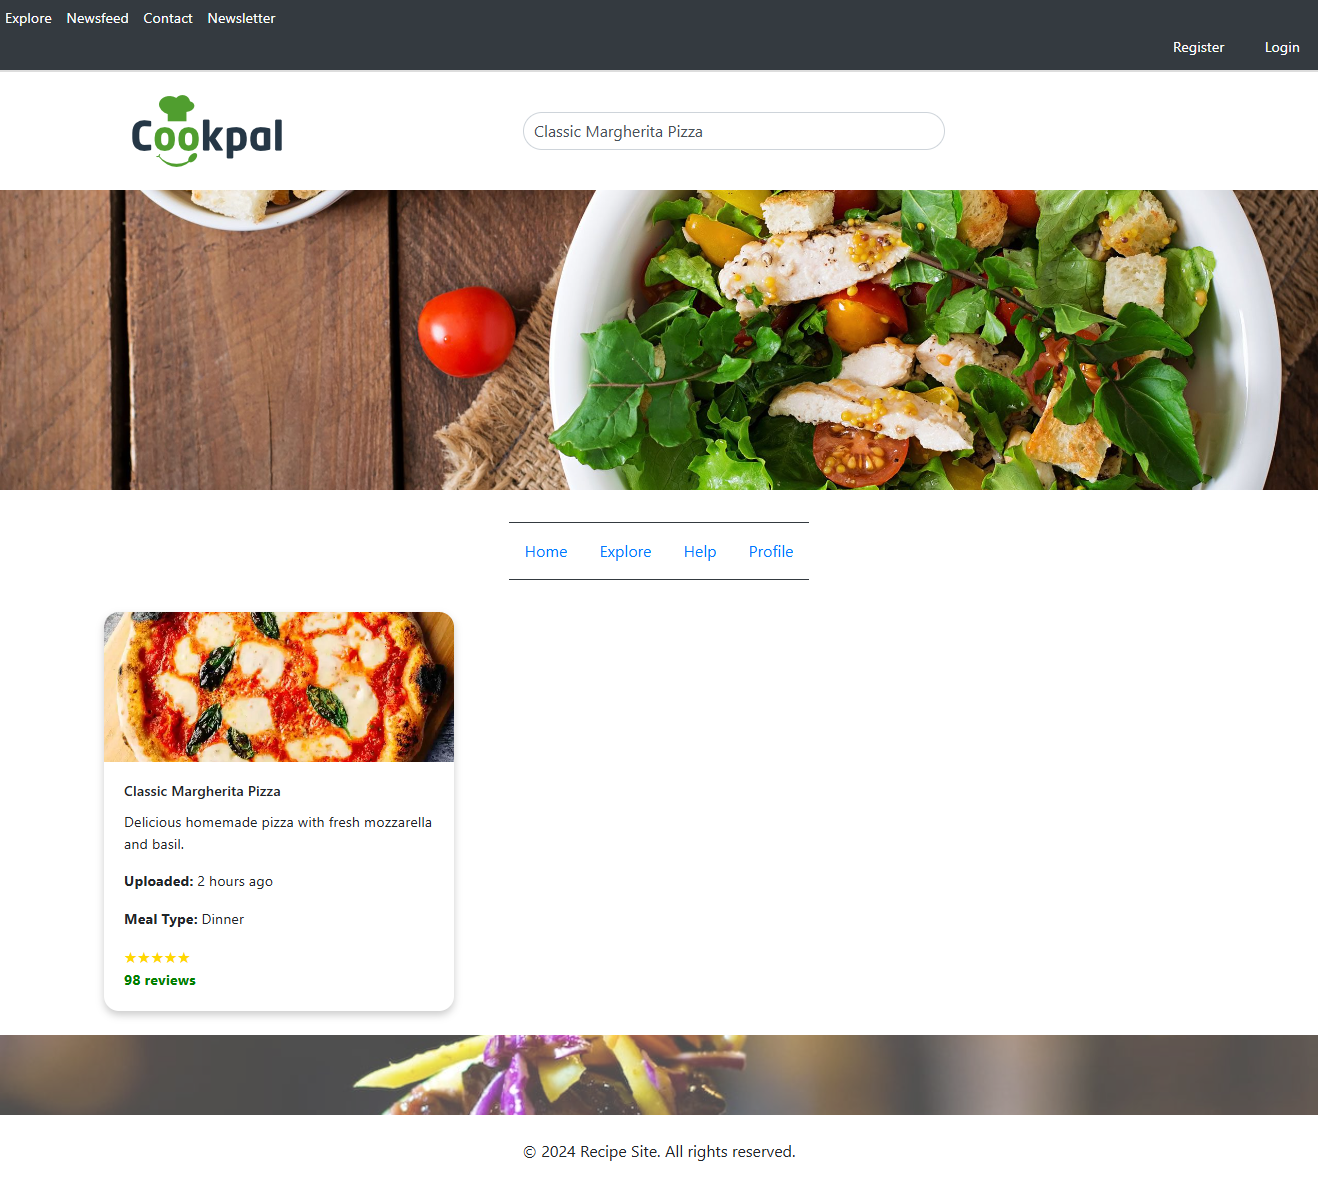 Explore Newsfeed Contact Newsletter
Register Login
Cookpal
Classic Margherita Pizza
Home Explore Help Profile
Classic Margherita Pizza
Delicious homemade pizza with fresh mozzarella
and basil.
Uploaded: 2 hours ago
Meal Type: Dinner
★★★★★
98 reviews
© 2024 Recipe Site. All rights reserved.